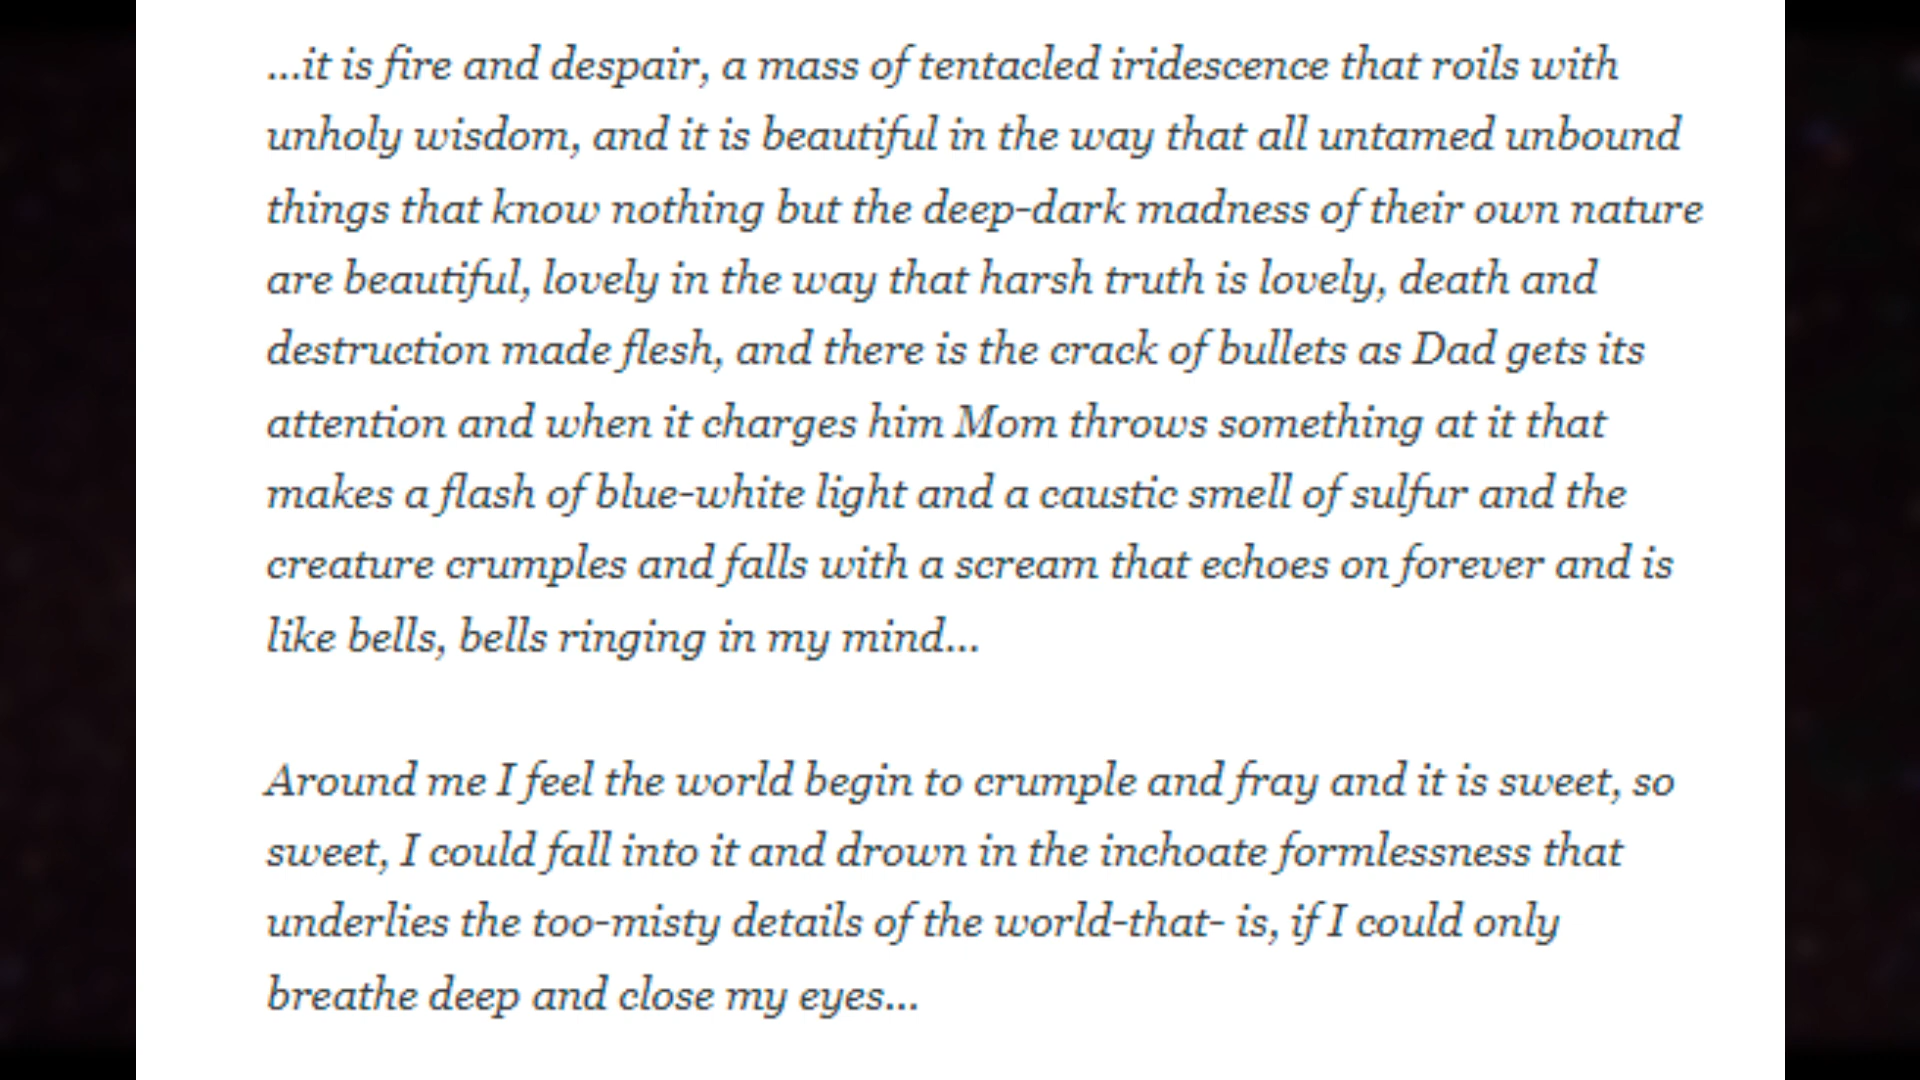 ...it is fire and despair, a mass of tentacled iridescence that roils with
unholy wisdom, and it is beautiful in the way that all untamed unbound
things that know nothing but the deep-dark madness of their own nature
are beautiful, lovely in the way that harsh truth is lovely, death and
destruction made flesh, and there is the crack of bullets as Dad gets its
attention and when it charges him Mom throws something at it that
makes a flash of blue-white light and a caustic smell of sulfur and the
creature crumples and falls with a scream that echoes on forever and is
like bells, bells ringing in my mind...
Around me I feel the world begin to crumple and fray and it is sweet, so
sweet, I could fall into it and drown in the inchoate formlessness that
underlies the too-misty details of the world-that- is, if I could only
breathe deep and close my eyes...